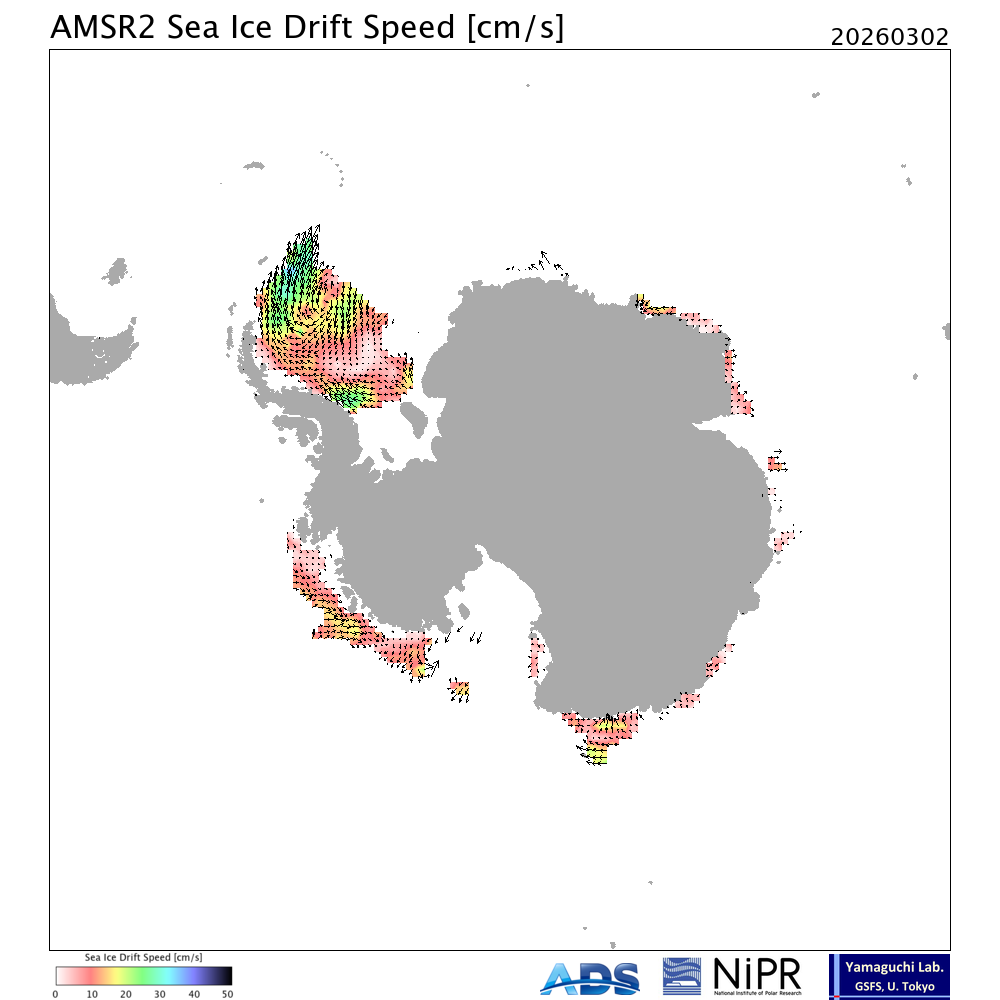 AMSR2 Sea Ice Drift Speed [cm/s]
20260302
Sea Ice Drift Speed [cm/s]
0 10 20 30 40 50
ADS
NiPR
National Institute of Polar Research
Yamaguchi Lab.
GSFS, U. Tokyo